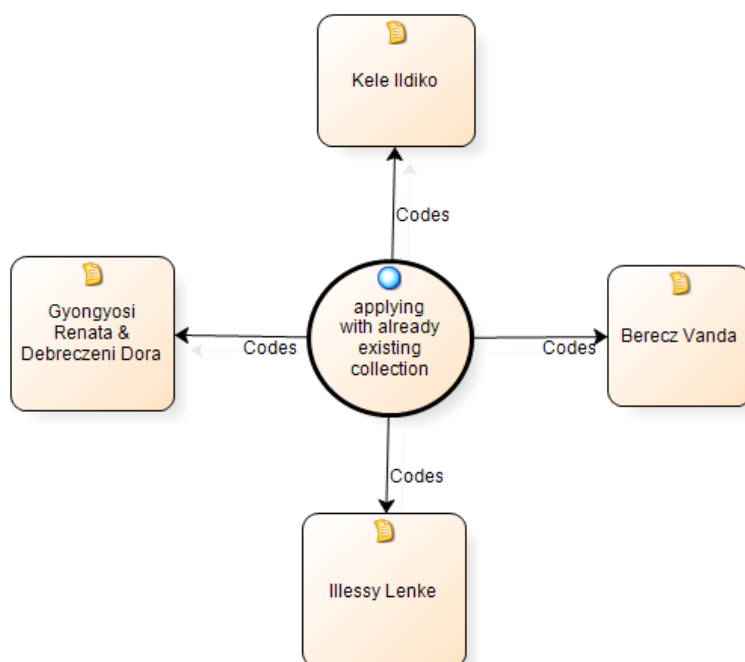 Kele Ildiko
Codes
Gyongyosi
Renata &
Debreczeni Dora
Codes
applying
with already
existing
collection
Codes
Berecz Vanda
Codes
Illessy Lenke